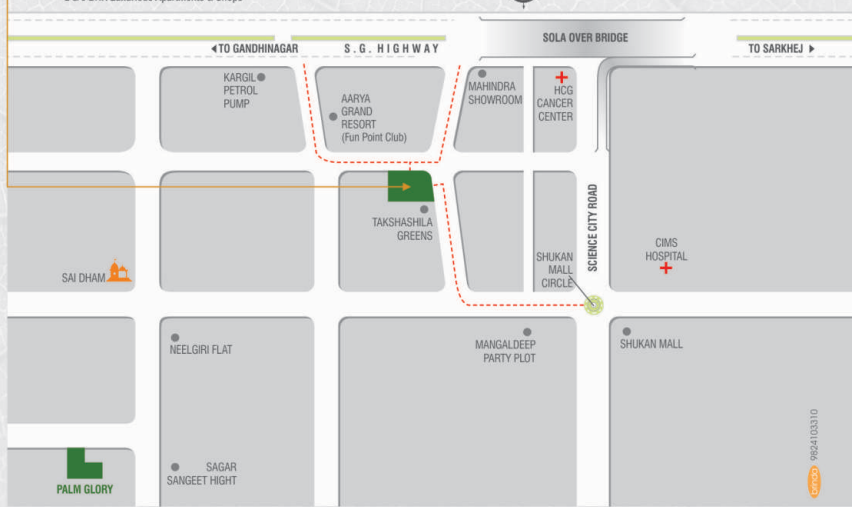 SOLA OVER BRIDGE
◀TO GANDHINAGAR
S.G. HIGHWAY
TO SARKHEJ ▶
KARGIL
PETROL
PUMP
AARYA
GRAND
RESORT
(Fun Point Club)
MAHINDRA
SHOWROOM
HCG
CANCER
CENTER
TAKSHASHILA
GREENS
SCIENCE CITY ROAD
CIMS
HOSPITAL
SHUKAN
MALL
CIRCLE
SAI DHAM
NEELGIRI FLAT
MANGALDEEP
PARTY PLOT
SHUKAN MALL
SAGAR
SANGEET HIGHT
PALM GLORY
9824103310